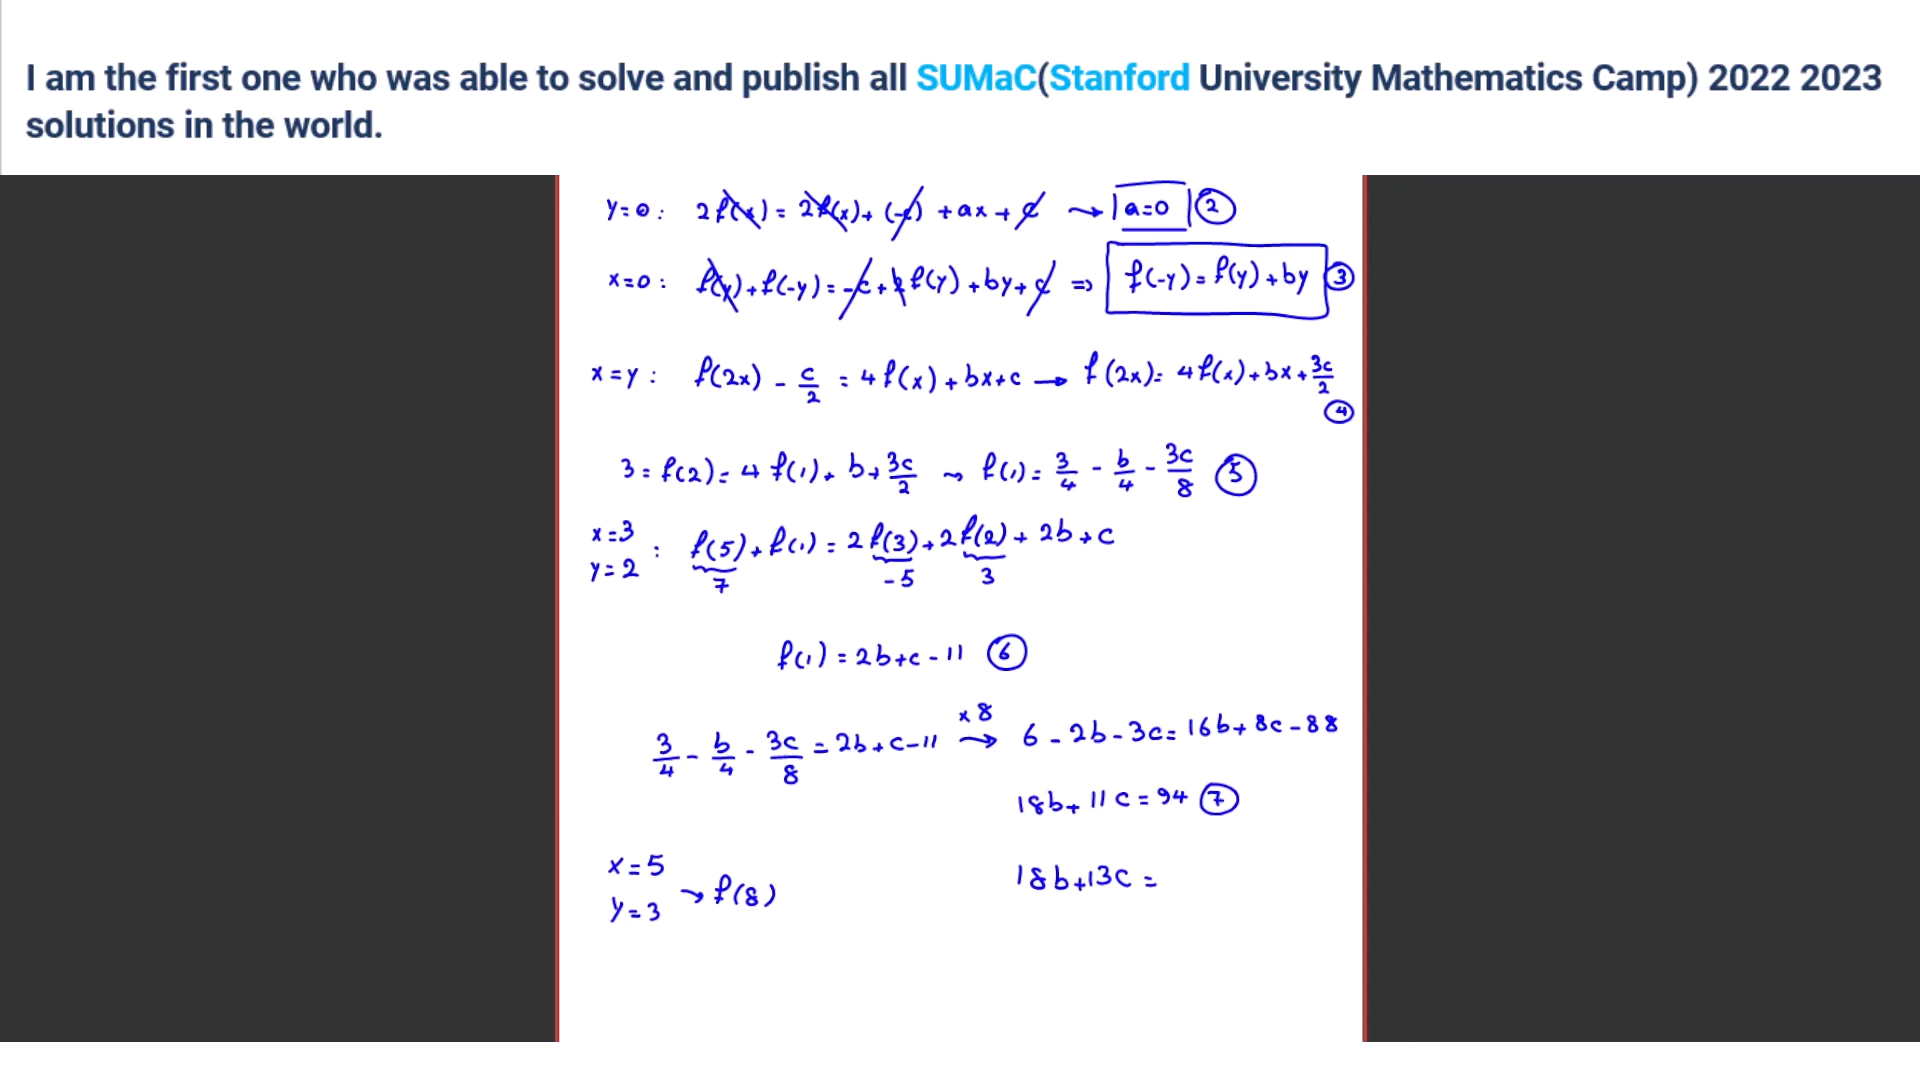 I am the first one who was able to solve and publish all SUMaC(Stanford University Mathematics Camp) 2022 2023
solutions in the world.
y=0: 2f(x) = 2f(x)+(-c)+ax+c → a=0 ②
x=0: f(y)+f(-y)=-c+2f(y)+by+c ⇒ f(-y)=f(y)+by ③
x=y: f(2x) - c/2 = 4f(x)+bx+c → f(2x)= 4f(x)+bx+3c/2
④
3=f(2)=4f(1)+b+3c/2 ⤳ f(1)=3/4 - b/4 - 3c/8 ⑤
x=3
y=2 : f(5)+f(1)=2f(3)+2f(2)+2b+c
7 -5 3
f(1)=2b+c-11 ⑥
3/4 - b/4 - 3c/8 = 2b+c-11 ×8 → 6-2b-3c=16b+8c-88
18b+11c=94 ⑦
x=5
y=3 → f(8)
18b+13c=